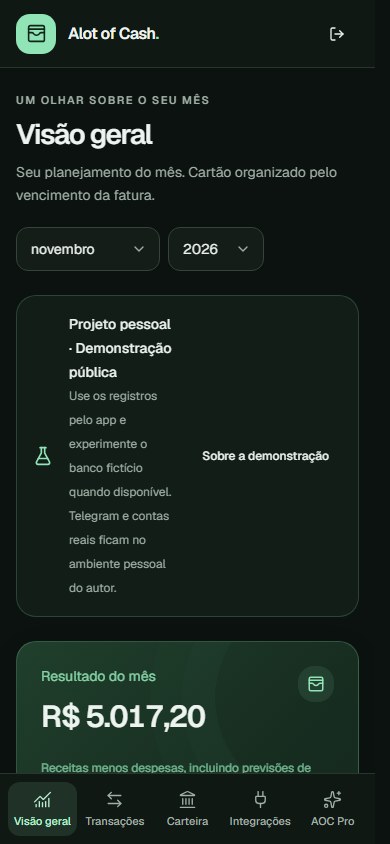 Alot of Cash.
UM OLHAR SOBRE O SEU MÊS
Visão geral
Seu planejamento do mês. Cartão organizado pelo
vencimento da fatura.
novembro
2026
Projeto pessoal
· Demonstração
pública
Use os registros
pelo app e
experimente o
banco fictício
quando disponível.
Telegram e contas
reais ficam no
ambiente pessoal
do autor.
Sobre a demonstração
Resultado do mês
R$ 5.017,20
Receitas menos despesas, incluindo previsões de
Visão geral
Transações
Carteira
Integrações
AOC Pro